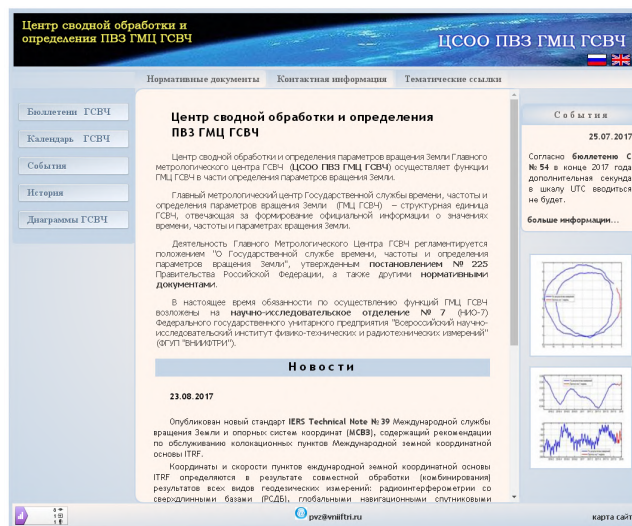 Центр сводной обработки и
определения ПВЗ ГМЦ ГСВЧ
ЦСОО ПВЗ ГМЦ ГСВЧ
Нормативные документы Контактная информация Тематические ссылки
Бюллетени ГСВЧ
Календарь ГСВЧ
События
История
Диаграммы ГСВЧ
Центр сводной обработки и определения
ПВЗ ГМЦ ГСВЧ
Центр сводной обработки и определения параметров вращения Земли Главного
метрологического центра ГСВЧ (ЦСОО ПВЗ ГМЦ ГСВЧ) осуществляет функции
ГМЦ ГСВЧ в части определения параметров вращения Земли.
Главный метрологический центр Государственной службы времени, частоты и
определения параметров вращения Земли (ГМЦ ГСВЧ) – структурная единица
ГСВЧ, отвечающая за формирование официальной информации о значениях
времени, частоты и параметрах вращения Земли.
Деятельность Главного Метрологического Центра ГСВЧ регламентируется
положением "О Государственной службе времени, частоты и определения
параметров вращения Земли", утвержденным постановлением № 225
Правительства Российской Федерации, а также другими нормативными
документами.
В настоящее время обязанности по осуществлению функций ГМЦ ГСВЧ
возложены на научно-исследовательское отделение № 7 (НИО-7)
Федерального государственного унитарного предприятия "Всероссийский научно-
исследовательский институт физико-технических и радиотехнических измерений"
(ФГУП "ВНИИФТРИ").
Новости
23.08.2017
Опубликован новый стандарт IERS Technical Note №39 Международной службы
вращения Земли и опорных систем координат (МСВЗ), содержащий рекомендации
по обслуживанию колокационных пунктов Международной земной координатной
основы ITRF.
Координаты и скорости пунктов еждународной земной координатной основы
ITRF определяются в результате совместной обработки (комбинирования)
результатов всех видов геодезических измерений: радиоинтерферометрии со
сверхдлинными базами (РСДБ), глобальными навигационными спутниковыми
События
25.07.2017
Согласно бюллетеню С
№ 54 в конце 2017 года
дополнительная секунда
в шкалу UTC вводиться
не будет.
больше информации...
pvz@vniiftri.ru
карта сайт